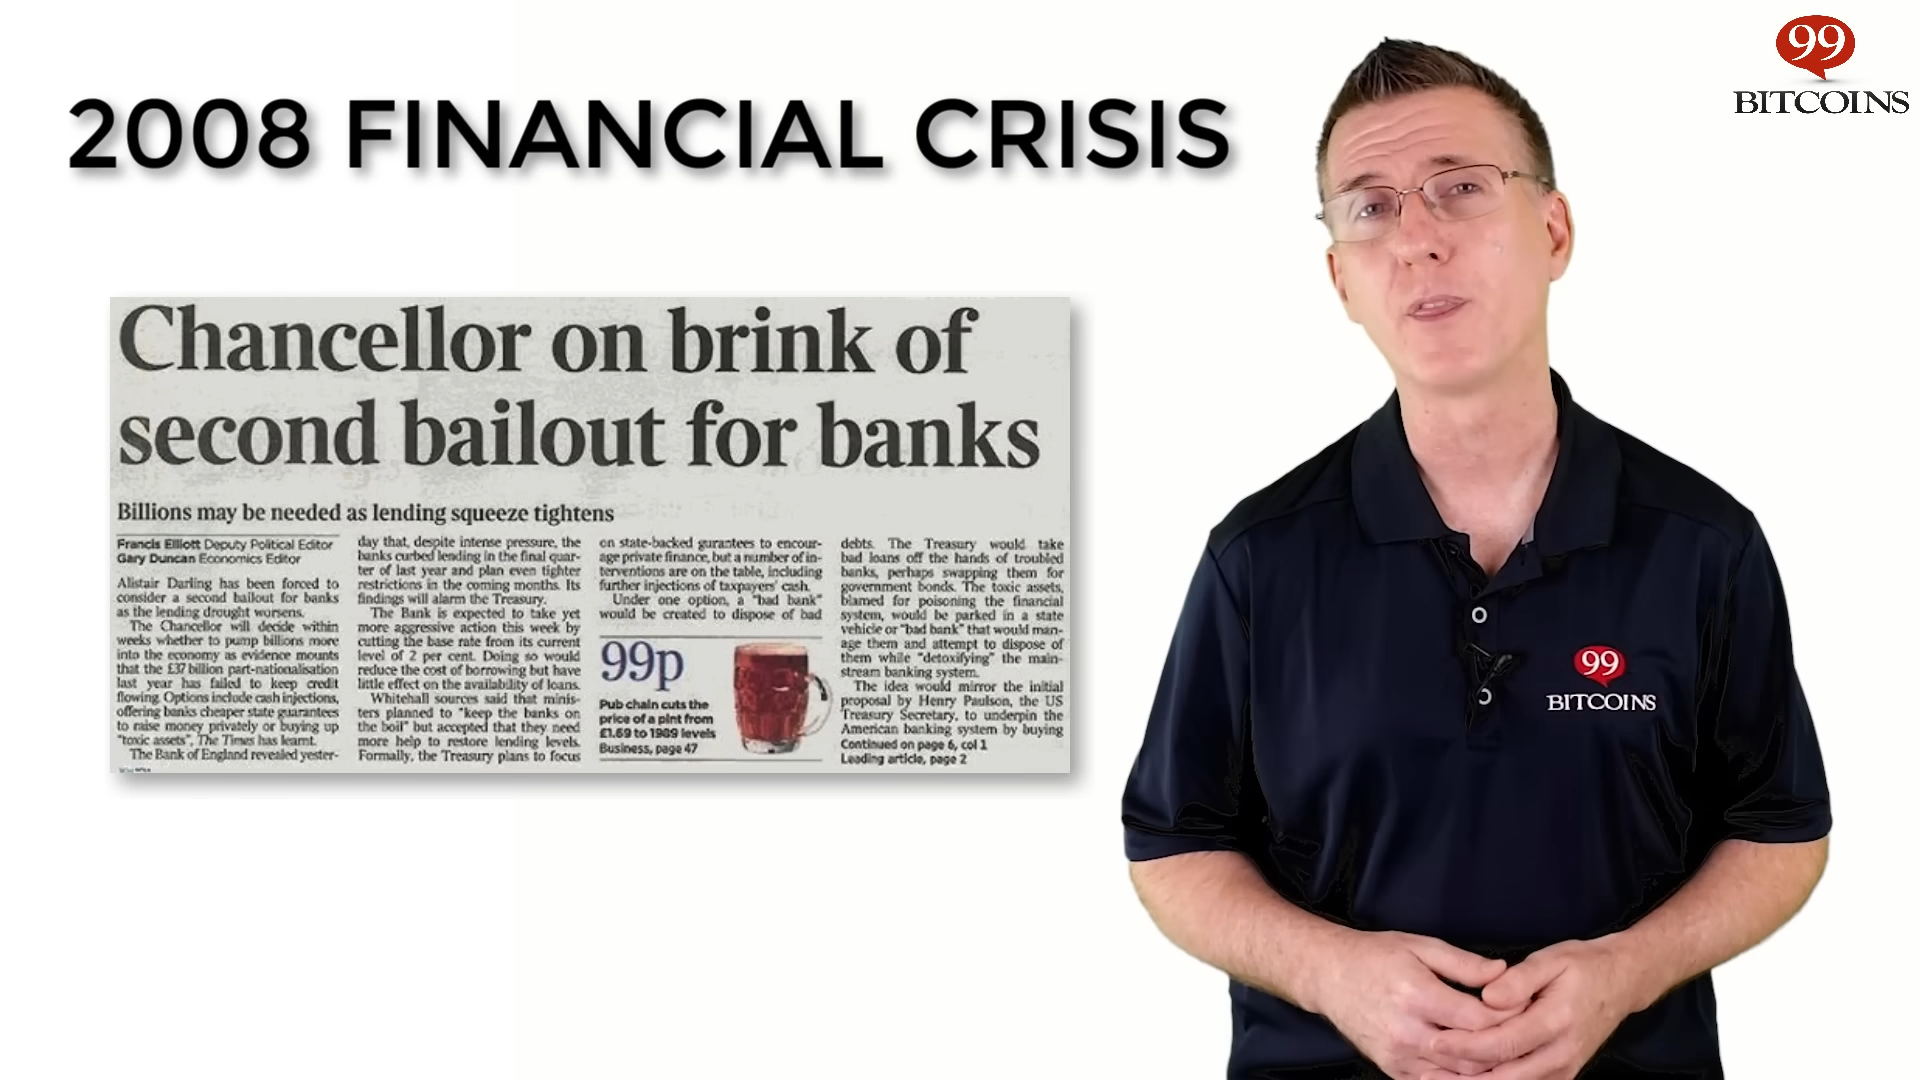 99
BITCOINS
2008 FINANCIAL CRISIS
Chancellor on brink of
second bailout for banks
Billions may be needed as lending squeeze tightens
Francis Elliott Deputy Political Editor
Gary Duncan Economics Editor
Alistair Darling has been forced to
consider a second bailout for banks
as the lending drought worsens.
The Chancellor will decide within
weeks whether to pump billions more
into the economy as evidence mounts
that the £37 billion part-nationalisation
last year has failed to keep credit
flowing. Options include cash injections,
offering banks cheaper state guarantees
to raise money privately or buying up
"toxic assets", The Times has learnt.
The Bank of England revealed yester-
day that, despite intense pressure, the
banks curbed lending in the final quar-
ter of last year and plan even tighter
restrictions in the coming months. Its
findings will alarm the Treasury.
The Bank is expected to take yet
more aggressive action this week by
cutting the base rate from its current
level of 2 per cent. Doing so would
reduce the cost of borrowing but have
little effect on the availability of loans.
Whitehall sources said that minis-
ters planned to "keep the banks on
the boil" but accepted that they need
more help to restore lending levels.
Formally, the Treasury plans to focus
on state-backed gurantees to encour-
age private finance, but a number of in-
terventions are on the table, including
further injections of taxpayers' cash.
Under one option, a "bad bank"
would be created to dispose of bad
99p
Pub chain cuts the
price of a pint from
£1.69 to 1989 levels
Business, page 47
debts. The Treasury would take
bad loans off the hands of troubled
banks, perhaps swapping them for
government bonds. The toxic assets,
blamed for poisoning the financial
system, would be parked in a state
vehicle or "bad bank" that would man-
age them and attempt to dispose of
them while "detoxifying" the main-
stream banking system.
The idea would mirror the initial
proposal by Henry Paulson, the US
Treasury Secretary, to underpin the
American banking system by buying
Continued on page 6, col 1
Leading article, page 2
99
BITCOINS